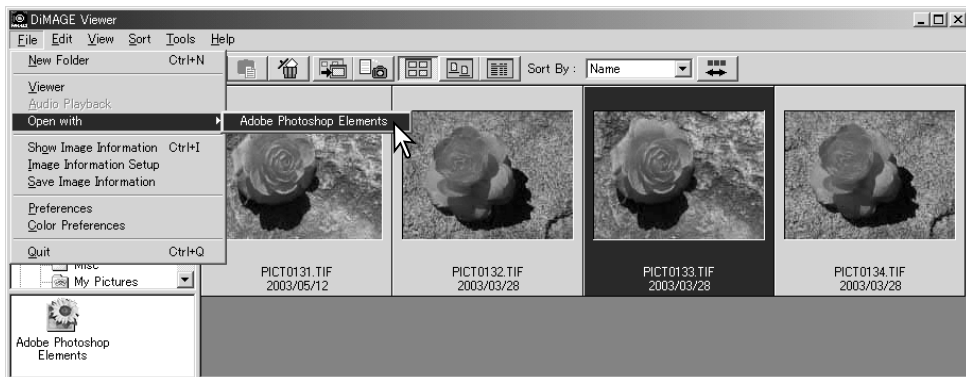 DiMAGE Viewer
File Edit View Sort Tools Help
New Folder Ctrl+N
Sort By : Name
Viewer
Audio Playback
Open with
Adobe Photoshop Elements
Show Image Information Ctrl+I
Image Information Setup
Save Image Information
Preferences
Color Preferences
Quit Ctrl+Q
Misc
My Pictures
PICT0131.TIF
2003/05/12
PICT0132.TIF
2003/03/28
PICT0133.TIF
2003/03/28
PICT0134.TIF
2003/03/28
Adobe Photoshop
Elements